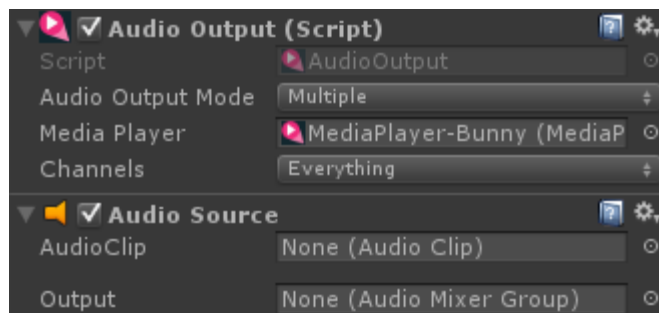 Audio Output (Script)
Script AudioOutput
Audio Output Mode Multiple
Media Player MediaPlayer-Bunny (MediaP
Channels Everything
Audio Source
AudioClip None (Audio Clip)
Output None (Audio Mixer Group)